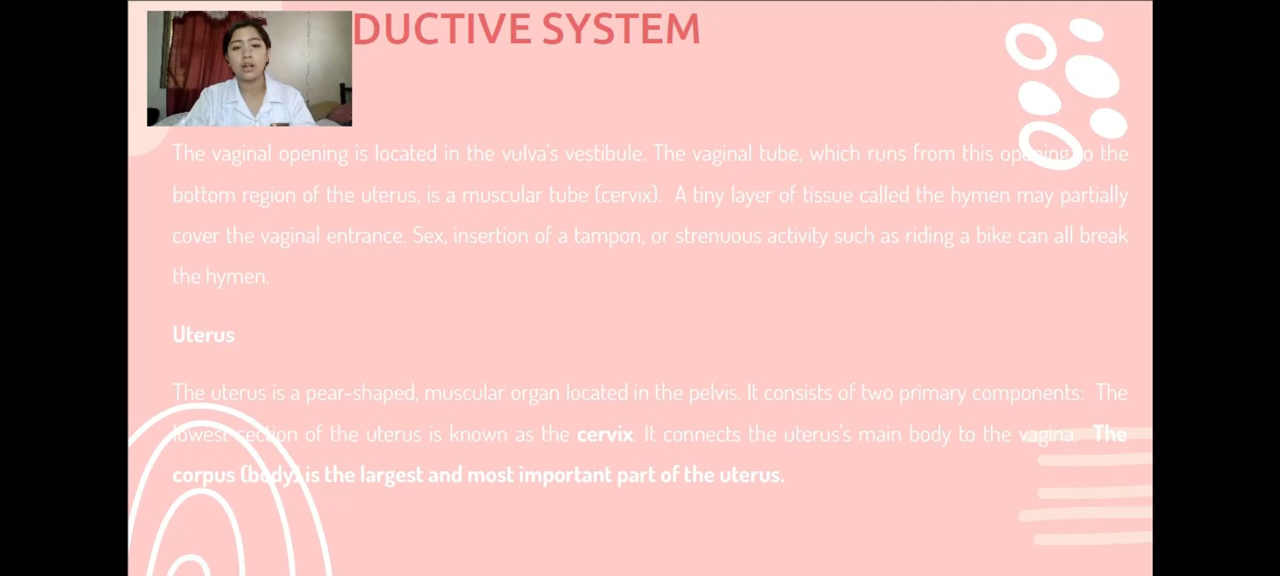 DUCTIVE SYSTEM
The vaginal opening is located in the vulva's vestibule. The vaginal tube, which runs from this opening to the
bottom region of the uterus, is a muscular tube (cervix). A tiny layer of tissue called the hymen may partially
cover the vaginal entrance. Sex, insertion of a tampon, or strenuous activity such as riding a bike can all break
the hymen.
Uterus
The uterus is a pear-shaped, muscular organ located in the pelvis. It consists of two primary components: The
lowest section of the uterus is known as the cervix. It connects the uterus's main body to the vagina. The
corpus (body) is the largest and most important part of the uterus.